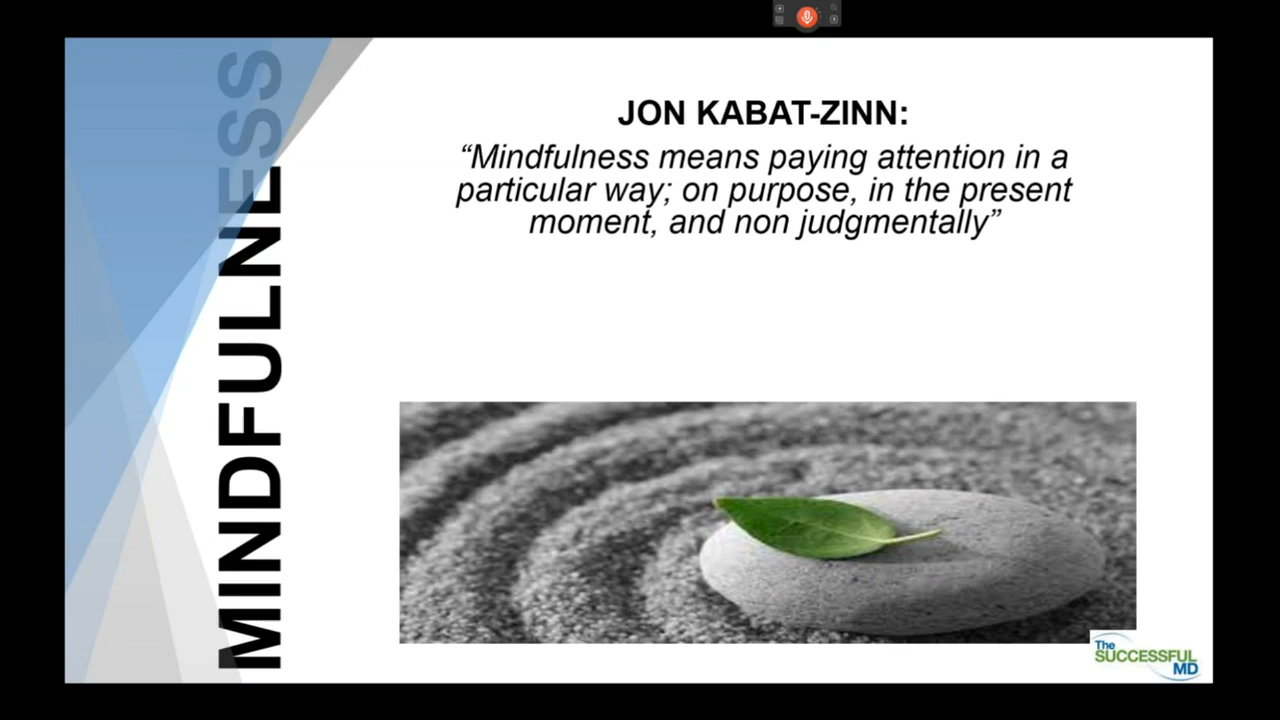 MINDFULNESS
JON KABAT-ZINN:
“Mindfulness means paying attention in a
particular way; on purpose, in the present
moment, and non judgmentally”
The
SUCCESSFUL
MD